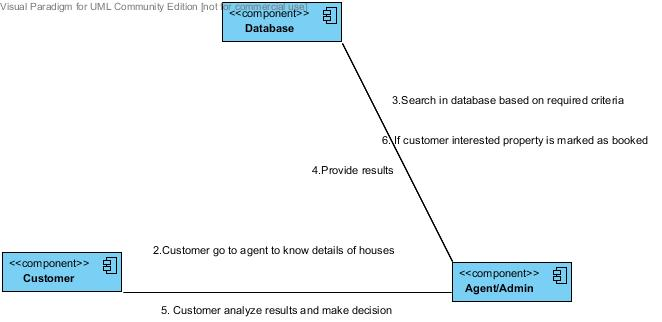 Visual Paradigm for UML Community Edition [not for commercial use]
<<component>>
Database
3.Search in database based on required criteria
6. If customer interested property is marked as booked
4.Provide results
2.Customer go to agent to know details of houses
<<component>>
Customer
<<component>>
Agent/Admin
5. Customer analyze results and make decision